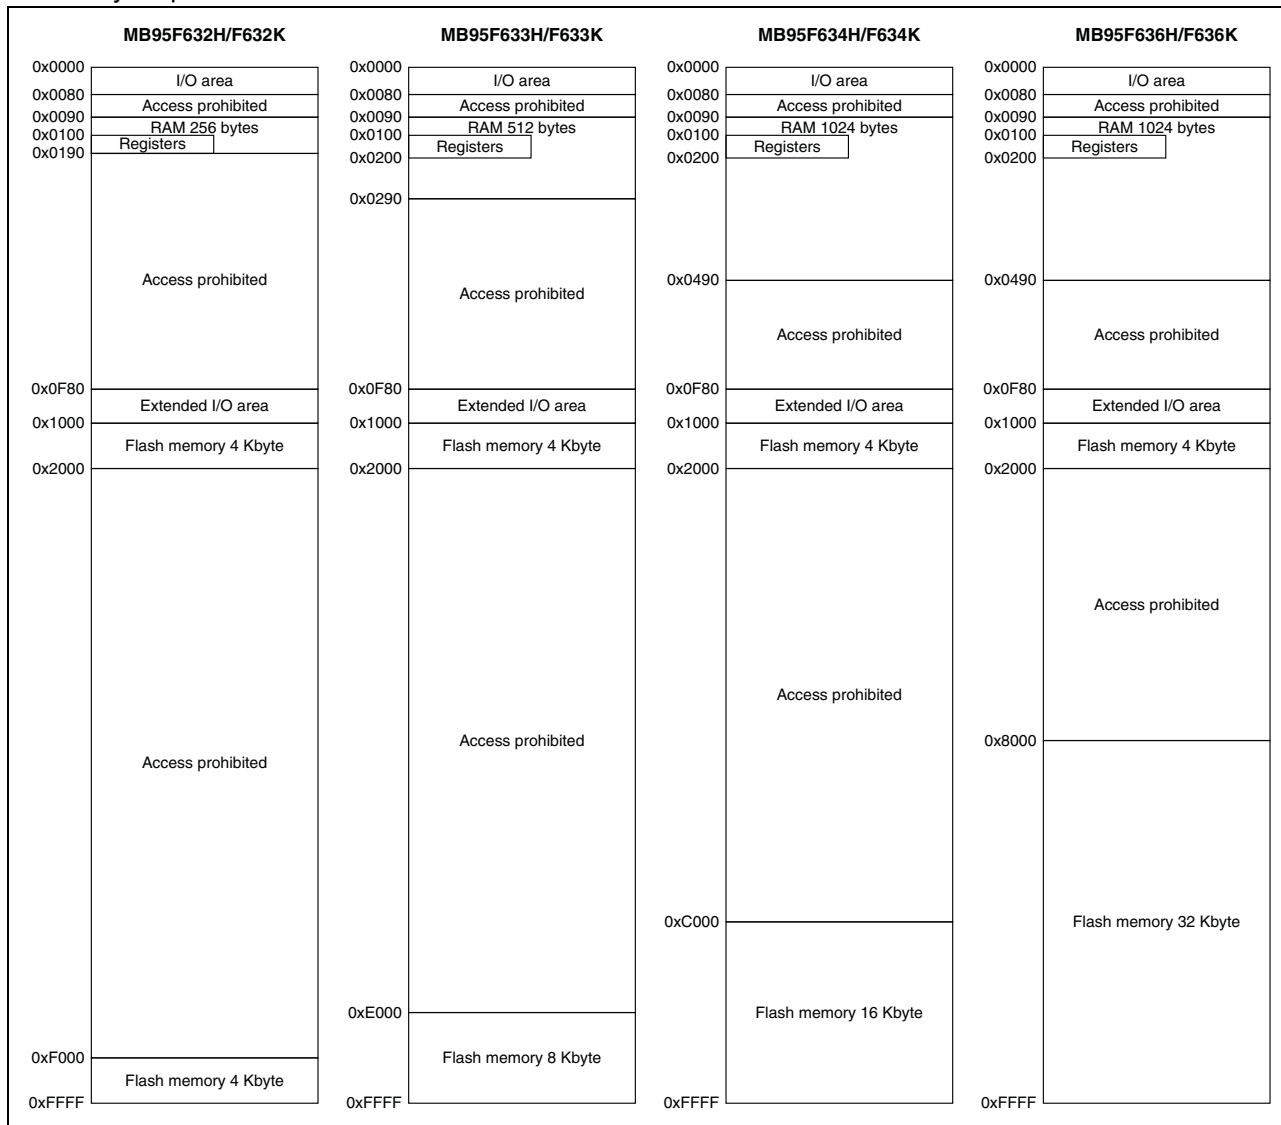 MB95F632H/F632K
0x0000
I/O area
0x0080
Access prohibited
0x0090
RAM 256 bytes
0x0100
Registers
0x0190
Access prohibited
0x0F80
Extended I/O area
0x1000
Flash memory 4 Kbyte
0x2000
Access prohibited
0xF000
Flash memory 4 Kbyte
0xFFFF
MB95F633H/F633K
0x0000
I/O area
0x0080
Access prohibited
0x0090
RAM 512 bytes
0x0100
Registers
0x0200
0x0290
Access prohibited
0x0F80
Extended I/O area
0x1000
Flash memory 4 Kbyte
0x2000
Access prohibited
0xE000
Flash memory 8 Kbyte
0xFFFF
MB95F634H/F634K
0x0000
I/O area
0x0080
Access prohibited
0x0090
RAM 1024 bytes
0x0100
Registers
0x0200
0x0490
Access prohibited
0x0F80
Extended I/O area
0x1000
Flash memory 4 Kbyte
0x2000
Access prohibited
0xC000
Flash memory 16 Kbyte
0xFFFF
MB95F636H/F636K
0x0000
I/O area
0x0080
Access prohibited
0x0090
RAM 1024 bytes
0x0100
Registers
0x0200
0x0490
Access prohibited
0x0F80
Extended I/O area
0x1000
Flash memory 4 Kbyte
0x2000
Access prohibited
0x8000
Flash memory 32 Kbyte
0xFFFF